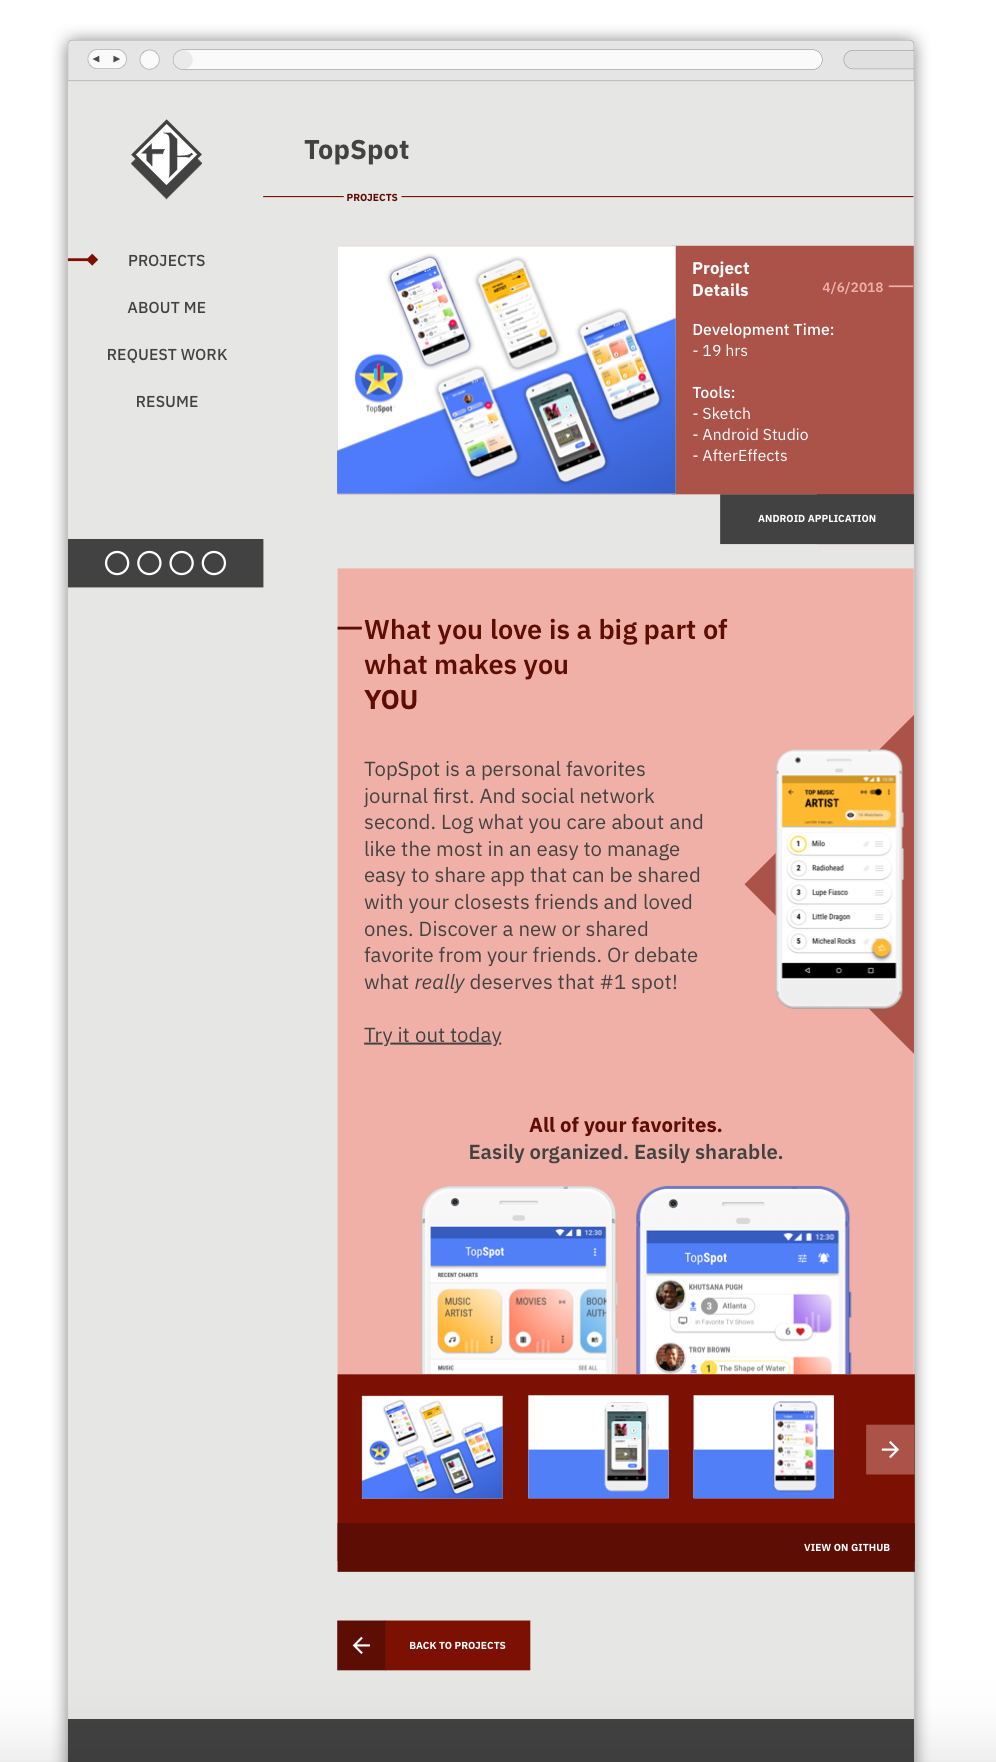 TopSpot
PROJECTS
PROJECTS
ABOUT ME
REQUEST WORK
RESUME
TopSpot
Project
Details
4/6/2018
Development Time:
- 19 hrs
Tools:
- Sketch
- Android Studio
- AfterEffects
ANDROID APPLICATION
What you love is a big part of
what makes you
YOU
TopSpot is a personal favorites
journal first. And social network
second. Log what you care about and
like the most in an easy to manage
easy to share app that can be shared
with your closests friends and loved
ones. Discover a new or shared
favorite from your friends. Or debate
what really deserves that #1 spot!
Try it out today
TOP MUSIC
ARTIST
1 Milo
2 Radiohead
3 Lupe Fiasco
4 Little Dragon
5 Micheal Rocks
All of your favorites.
Easily organized. Easily sharable.
12:30
TopSpot
RECENT CHARTS
MUSIC
ARTIST
MOVIES
BOOK
AUTH
MUSIC
SEE ALL
12:30
TopSpot
KHUTSANA PUGH
3 Atlanta
in Favorite TV Shows
6
TROY BROWN
1 The Shape of Water
VIEW ON GITHUB
BACK TO PROJECTS